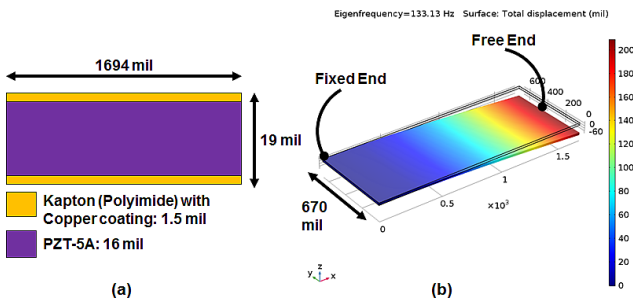 Eigenfrequency=133.13 Hz Surface: Total displacement (mil)
1694 mil
19 mil
Kapton (Polyimide) with
Copper coating: 1.5 mil
PZT-5A: 16 mil
(a)
Fixed End
Free End
670
mil
600
400
200
0
0
-60
0
0.5
1
1.5
×10³
y
z
x
(b)
200
180
160
140
120
100
80
60
40
20
0